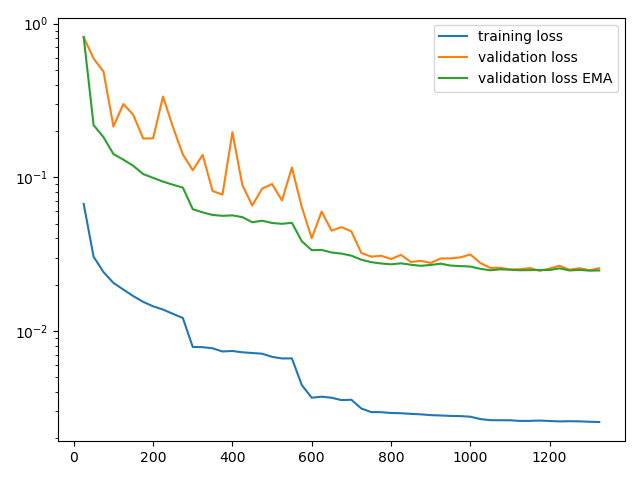 training loss
validation loss
validation loss EMA
10⁰
10⁻¹
10⁻²
0 200 400 600 800 1000 1200